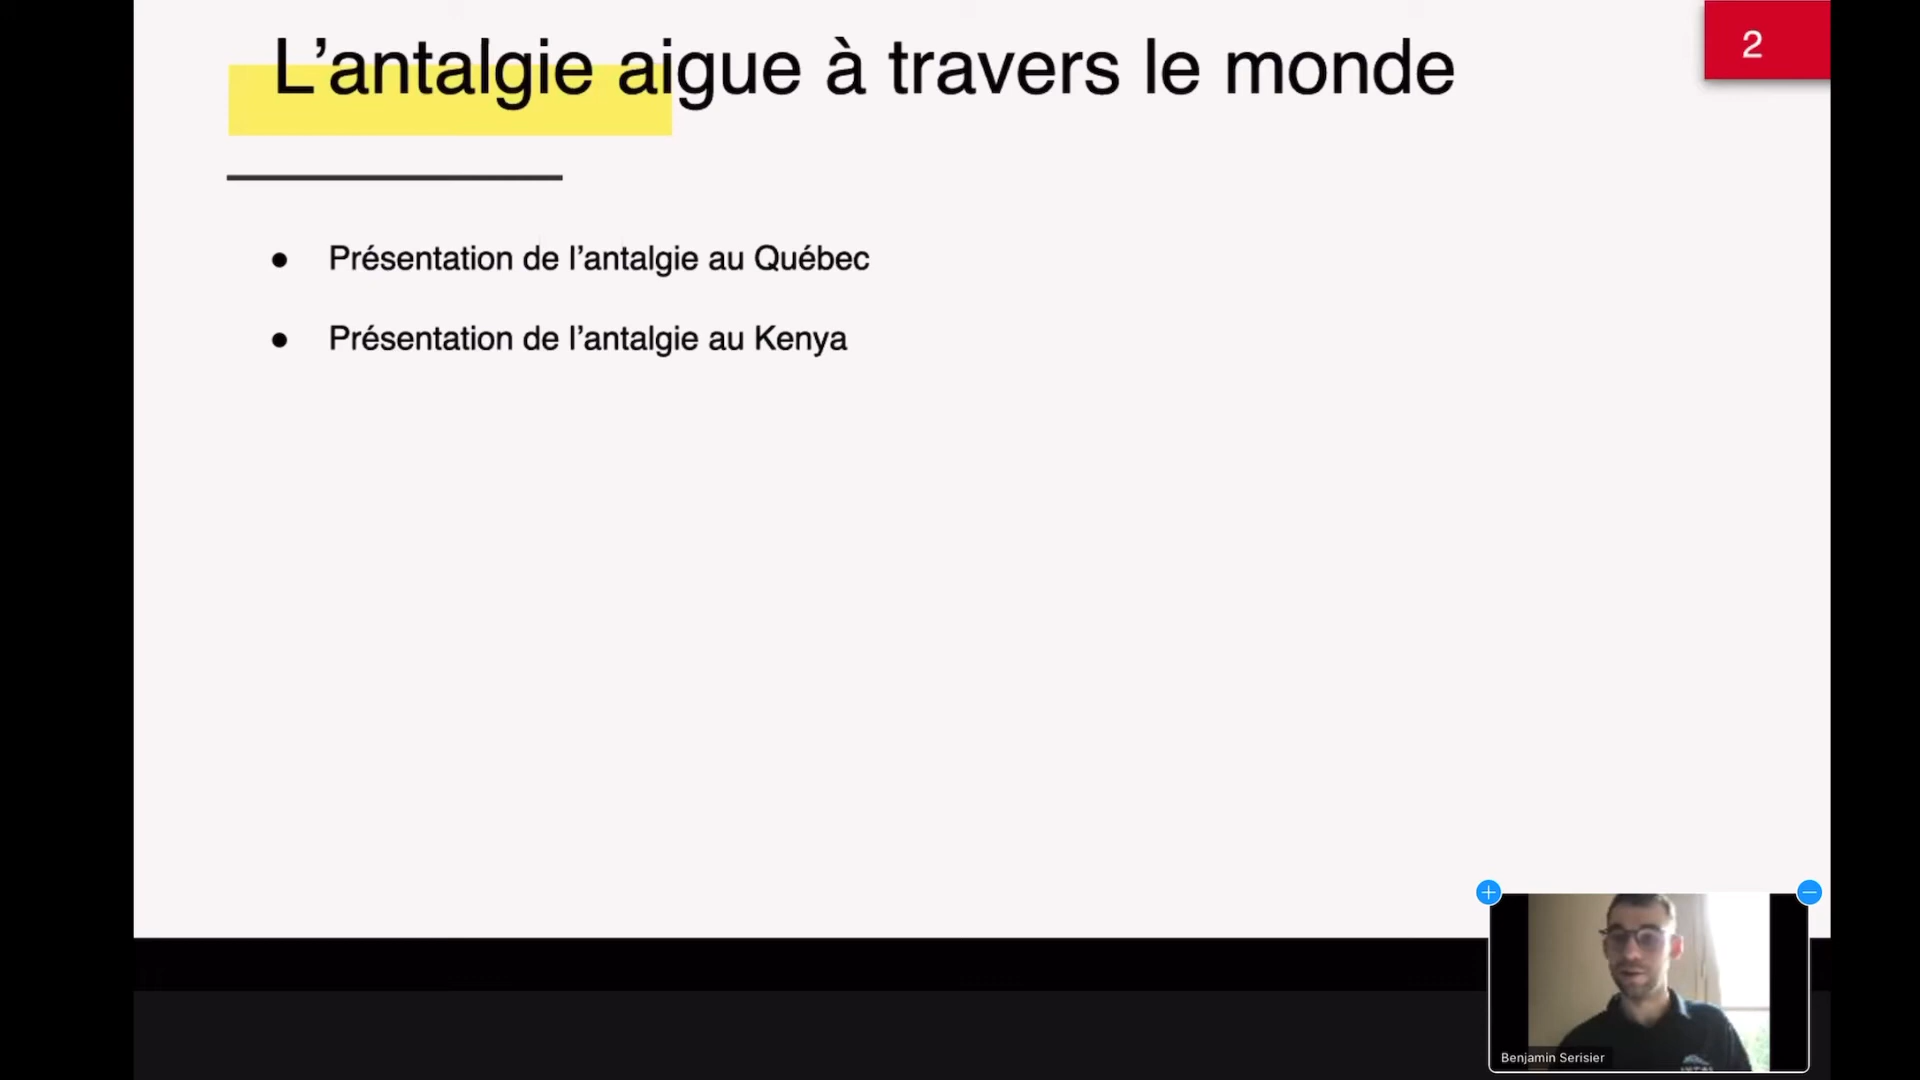 L’antalgie aigue à travers le monde
2
● Présentation de l’antalgie au Québec
● Présentation de l’antalgie au Kenya
Benjamin Serisier